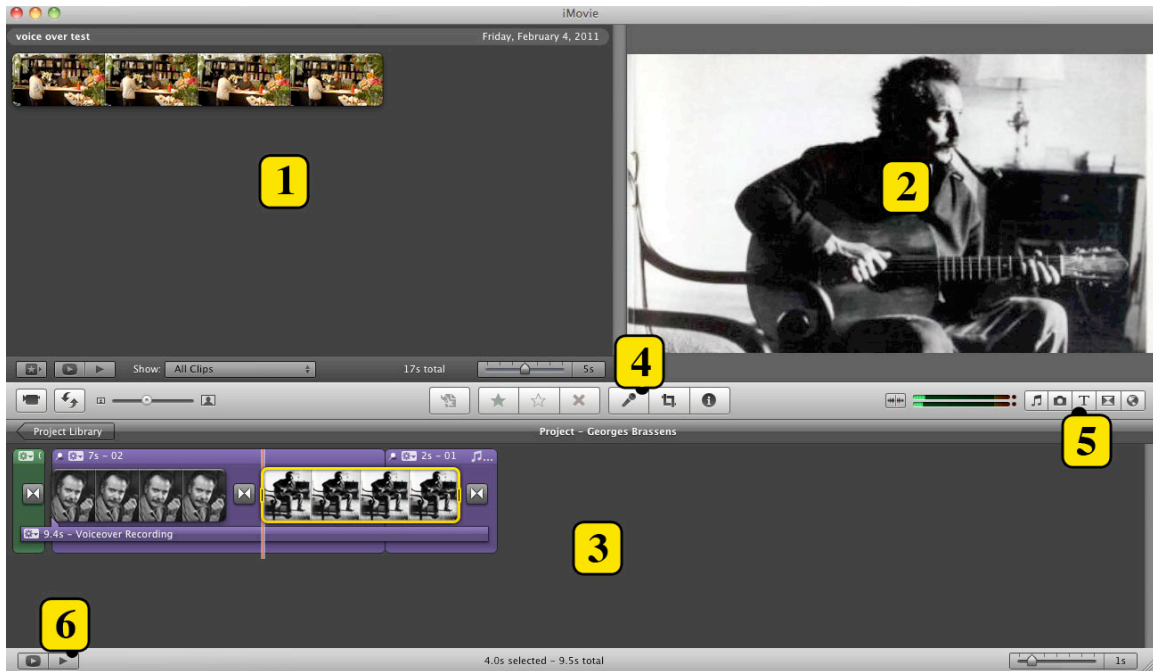 iMovie
voice over test Friday, February 4, 2011
1
2
Show: All Clips 17s total 5s
4
5
Project Library Project - Georges Brassens
7s - 02 2s - 01
9.4s - Voiceover Recording
3
6
4.0s selected - 9.5s total 1s